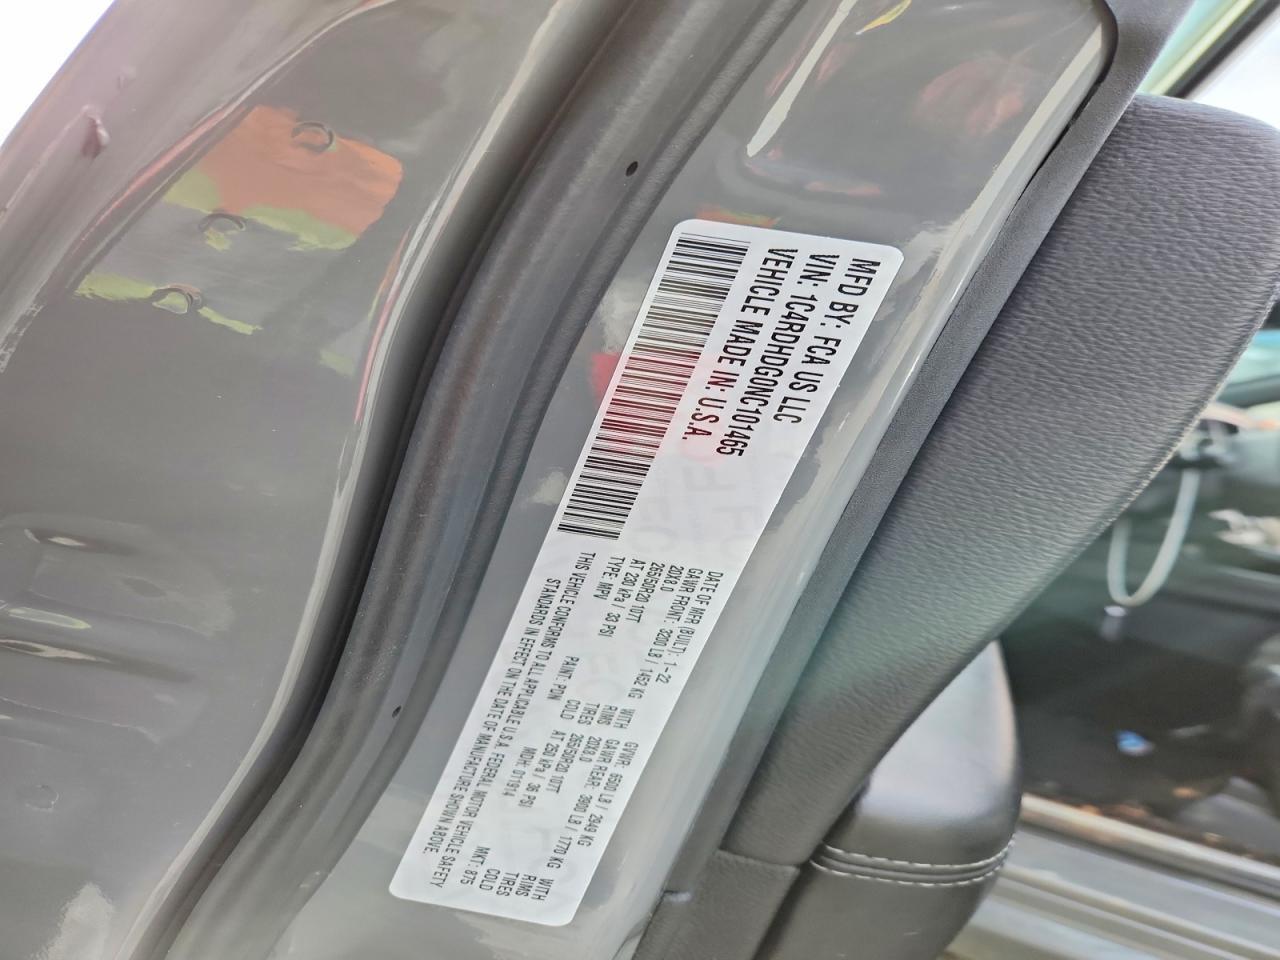 MFD BY: FCA US LLC
VIN: 1C4RDHDG0NC101465
VEHICLE MADE IN: U.S.A.
DATE OF MFR (BUILT): 1-22 GVWR: 6500 LB / 2949 KG
GAWR FRONT: 3200 LB / 1452 KG WITH GAWR REAR: 3900 LB / 1770 KG WITH
20X8.0 RIMS 20X8.0 RIMS
265/50R20 107T TIRES 265/50R20 107T TIRES
AT 230 kPa / 33 PSI COLD AT 250 kPa / 36 PSI COLD
TYPE: MPV PAINT: PDN MDH: 011914 MKT: 875
THIS VEHICLE CONFORMS TO ALL APPLICABLE U.S.A. FEDERAL MOTOR VEHICLE SAFETY
STANDARDS IN EFFECT ON THE DATE OF MANUFACTURE SHOWN ABOVE.